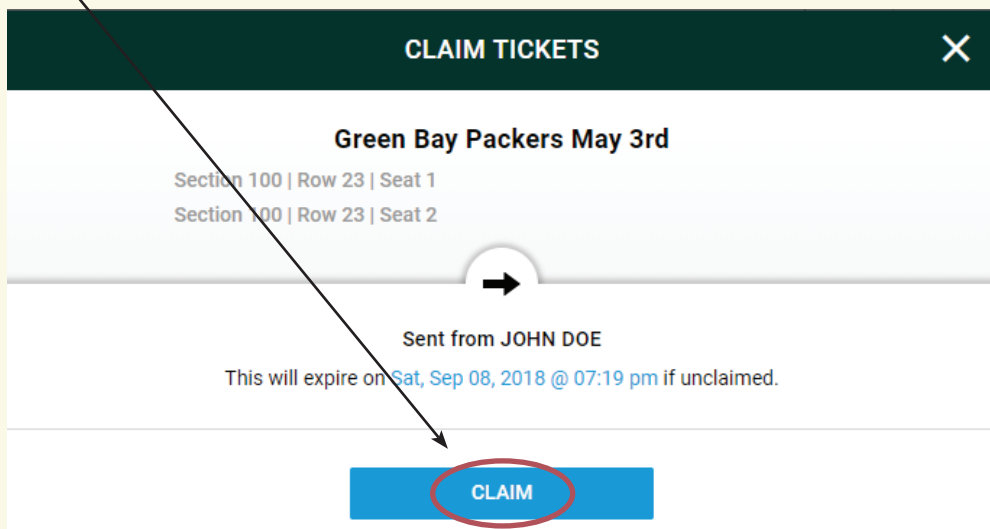 CLAIM TICKETS
Green Bay Packers May 3rd
Section 100 | Row 23 | Seat 1
Section 100 | Row 23 | Seat 2
Sent from JOHN DOE
This will expire on Sat, Sep 08, 2018 @ 07:19 pm if unclaimed.
CLAIM